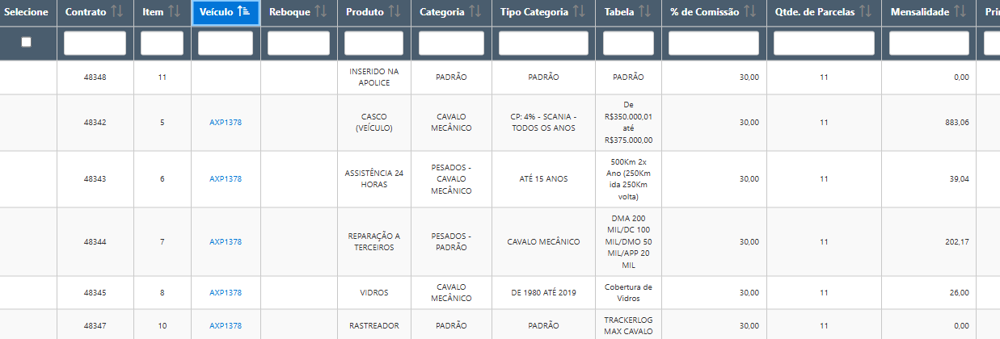 Selecione Contrato Item Veículo Reboque Produto Categoria Tipo Categoria Tabela % de Comissão Qtde. de Parcelas Mensalidade Pri
48348 11 INSERIDO NA APOLICE PADRÃO PADRÃO PADRÃO 30,00 11 0,00
48342 5 AXP1378 CASCO (VEÍCULO) CAVALO MECÂNICO CP: 4% - SCANIA - TODOS OS ANOS De R$350.000,01 até R$375.000,00 30,00 11 883,06
48343 6 AXP1378 ASSISTÊNCIA 24 HORAS PESADOS - CAVALO MECÂNICO ATÉ 15 ANOS 500Km 2x Ano (250Km ida 250Km volta) 30,00 11 39,04
48344 7 AXP1378 REPARAÇÃO A TERCEIROS PESADOS - PADRÃO CAVALO MECÂNICO DMA 200 MIL/DC 100 MIL/DMO 50 MIL/APP 20 MIL 30,00 11 202,17
48345 8 AXP1378 VIDROS CAVALO MECÂNICO DE 1980 ATÉ 2019 Cobertura de Vidros 30,00 11 26,00
48347 10 AXP1378 RASTREADOR PADRÃO PADRÃO TRACKERLOG MAX CAVALO 30,00 11 0,00